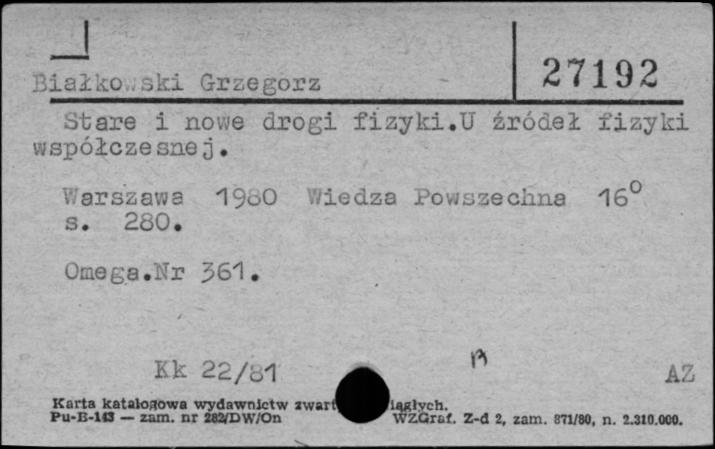 27192
Białkowski Grzegorz
Stare i nowe drogi fizyki.U źródeł fizyki
współczesnej.
Warszawa 1980 Wiedza Powszechna 16⁰
s. 280.
Omega.Nr 361.
Kk 22/81
AZ
Karta katalogowa wydawnictw zwart iągłych.
Pu-B-143 — zam. nr 282/DW/On WZGraf. Z-d 2, zam. 871/80, n. 2.310.000.